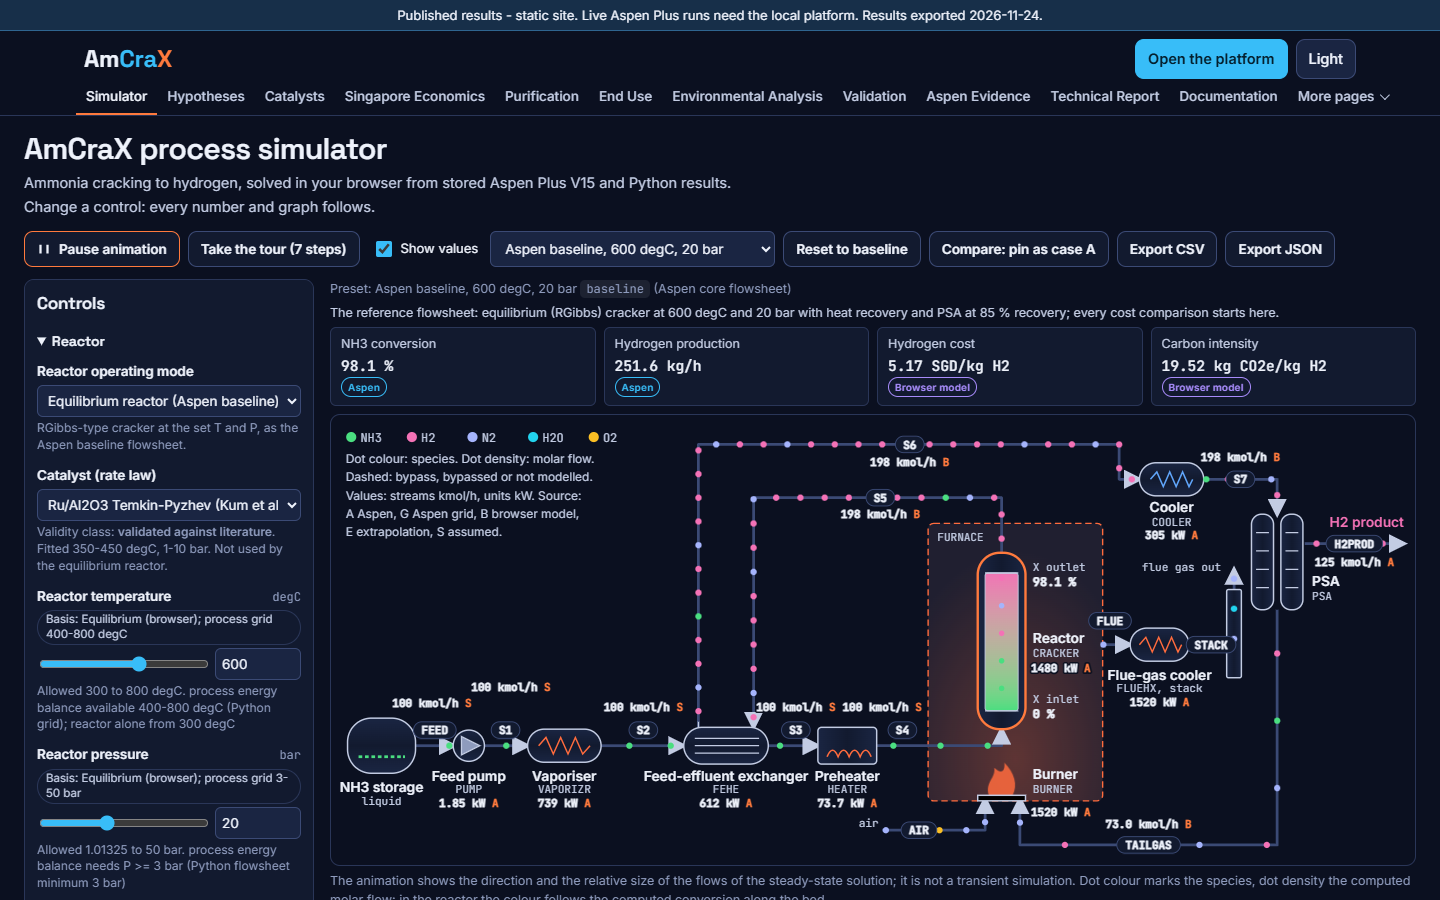 Published results - static site. Live Aspen Plus runs need the local platform. Results exported 2026-11-24.
AmCraX
Open the platform
Light
Simulator
Hypotheses
Catalysts
Singapore Economics
Purification
End Use
Environmental Analysis
Validation
Aspen Evidence
Technical Report
Documentation
More pages
AmCraX process simulator
Ammonia cracking to hydrogen, solved in your browser from stored Aspen Plus V15 and Python results.
Change a control: every number and graph follows.
Pause animation
Take the tour (7 steps)
Show values
Aspen baseline, 600 degC, 20 bar
Reset to baseline
Compare: pin as case A
Export CSV
Export JSON
Controls
Reactor
Reactor operating mode
Equilibrium reactor (Aspen baseline)
RGibbs-type cracker at the set T and P, as the
Aspen baseline flowsheet.
Catalyst (rate law)
Ru/Al2O3 Temkin-Pyzhev (Kum et al
Validity class: validated against literature.
Fitted 350-450 degC, 1-10 bar. Not used by
the equilibrium reactor.
Reactor temperature degC
Basis: Equilibrium (browser); process grid
400-800 degC
600
Allowed 300 to 800 degC. process energy
balance available 400-800 degC (Python
grid); reactor alone from 300 degC
Reactor pressure bar
Basis: Equilibrium (browser); process grid 3-
50 bar
20
Allowed 1.01325 to 50 bar. process energy
balance needs P >= 3 bar (Python flowsheet
minimum 3 bar)
Preset: Aspen baseline, 600 degC, 20 bar baseline (Aspen core flowsheet)
The reference flowsheet: equilibrium (RGibbs) cracker at 600 degC and 20 bar with heat recovery and PSA at 85 % recovery; every cost comparison starts here.
NH3 conversion
98.1 %
Aspen
Hydrogen production
251.6 kg/h
Aspen
Hydrogen cost
5.17 SGD/kg H2
Browser model
Carbon intensity
19.52 kg CO2e/kg H2
Browser model
NH3 H2 N2 H2O O2
Dot colour: species. Dot density: molar flow.
Dashed: bypass, bypassed or not modelled.
Values: streams kmol/h, units kW. Source:
A Aspen, G Aspen grid, B browser model,
E extrapolation, S assumed.
S6
198 kmol/h B
S5
198 kmol/h B
198 kmol/h B
S7
Cooler
COOLER
305 kW A
H2 product
H2PROD
125 kmol/h A
PSA
PSA
FURNACE
X outlet
98.1 %
flue gas out
FLUE
STACK
Reactor
CRACKER
1480 kW A
Flue-gas cooler
FLUEHX, stack
1520 kW A
X inlet
0 %
100 kmol/h S
100 kmol/h S
100 kmol/h S
100 kmol/h S
100 kmol/h S
FEED
S1
S2
S3
S4
NH3 storage
liquid
Feed pump
PUMP
1.85 kW A
Vaporiser
VAPORIZR
739 kW A
Feed-effluent exchanger
FEHE
612 kW A
Preheater
HEATER
73.7 kW A
Burner
BURNER
1520 kW A
air
AIR
73.0 kmol/h B
TAILGAS
The animation shows the direction and the relative size of the flows of the steady-state solution; it is not a transient simulation. Dot colour marks the species, dot density the computed
molar flow; in the reactor the colour follows the computed conversion along the bed.